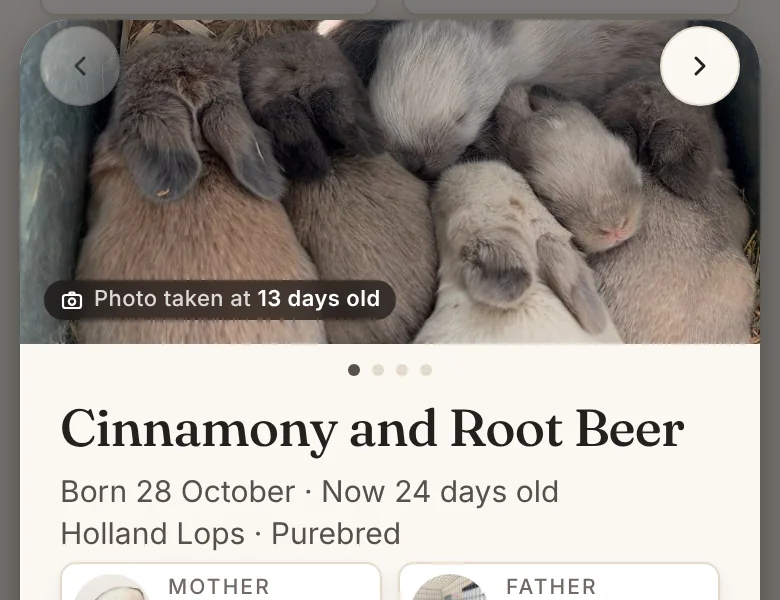 Photo taken at 13 days old
Cinnamony and Root Beer
Born 28 October · Now 24 days old
Holland Lops · Purebred
MOTHER
FATHER